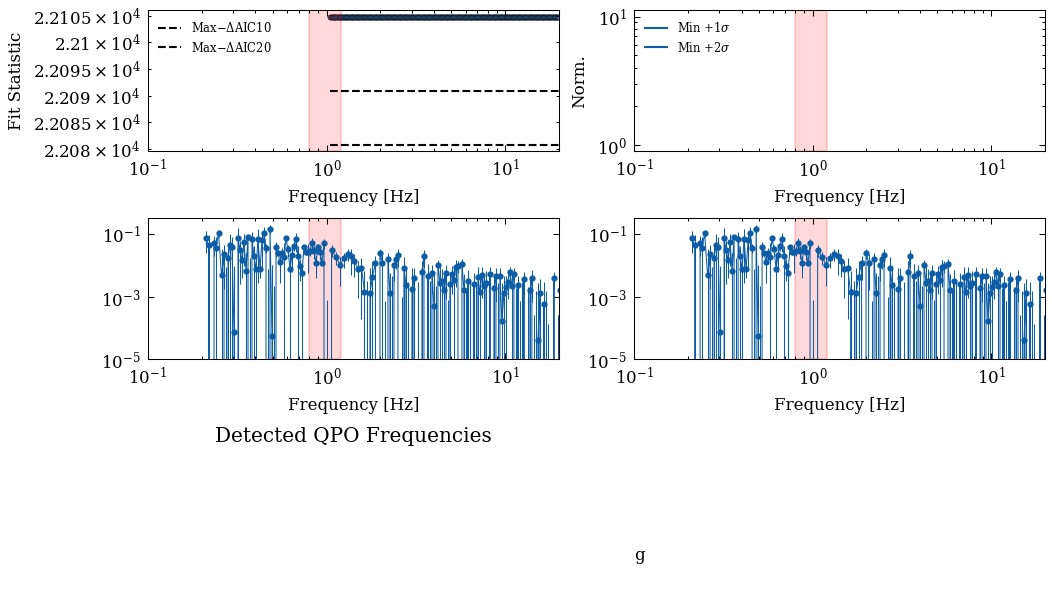 Fit Statistic
2.2105 × 10⁴
2.21 × 10⁴
2.2095 × 10⁴
2.209 × 10⁴
2.2085 × 10⁴
2.208 × 10⁴
Max−ΔAIC10
Max−ΔAIC20
10⁻¹ 10⁰ 10¹
Frequency [Hz]
Norm.
10¹
10⁰
Min +1σ
Min +2σ
10⁻¹ 10⁰ 10¹
Frequency [Hz]
10⁻¹
10⁻³
10⁻⁵
10⁻¹ 10⁰ 10¹
Frequency [Hz]
10⁻¹
10⁻³
10⁻⁵
10⁻¹ 10⁰ 10¹
Frequency [Hz]
Detected QPO Frequencies
g